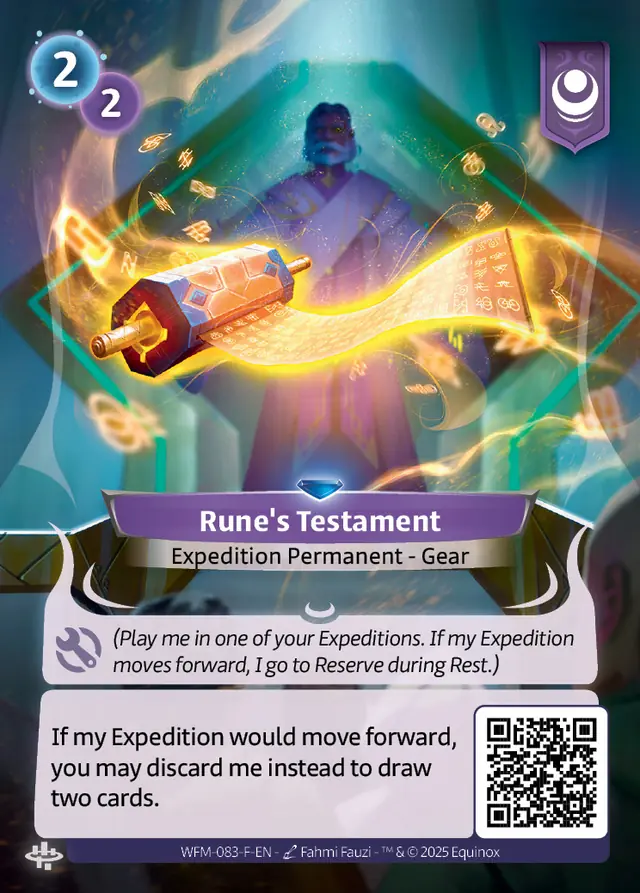 2
2
Rune's Testament
Expedition Permanent - Gear
(Play me in one of your Expeditions. If my Expedition
moves forward, I go to Reserve during Rest.)
If my Expedition would move forward,
you may discard me instead to draw
two cards.
WFM-083-F-EN - Fahmi Fauzi - ™ & © 2025 Equinox